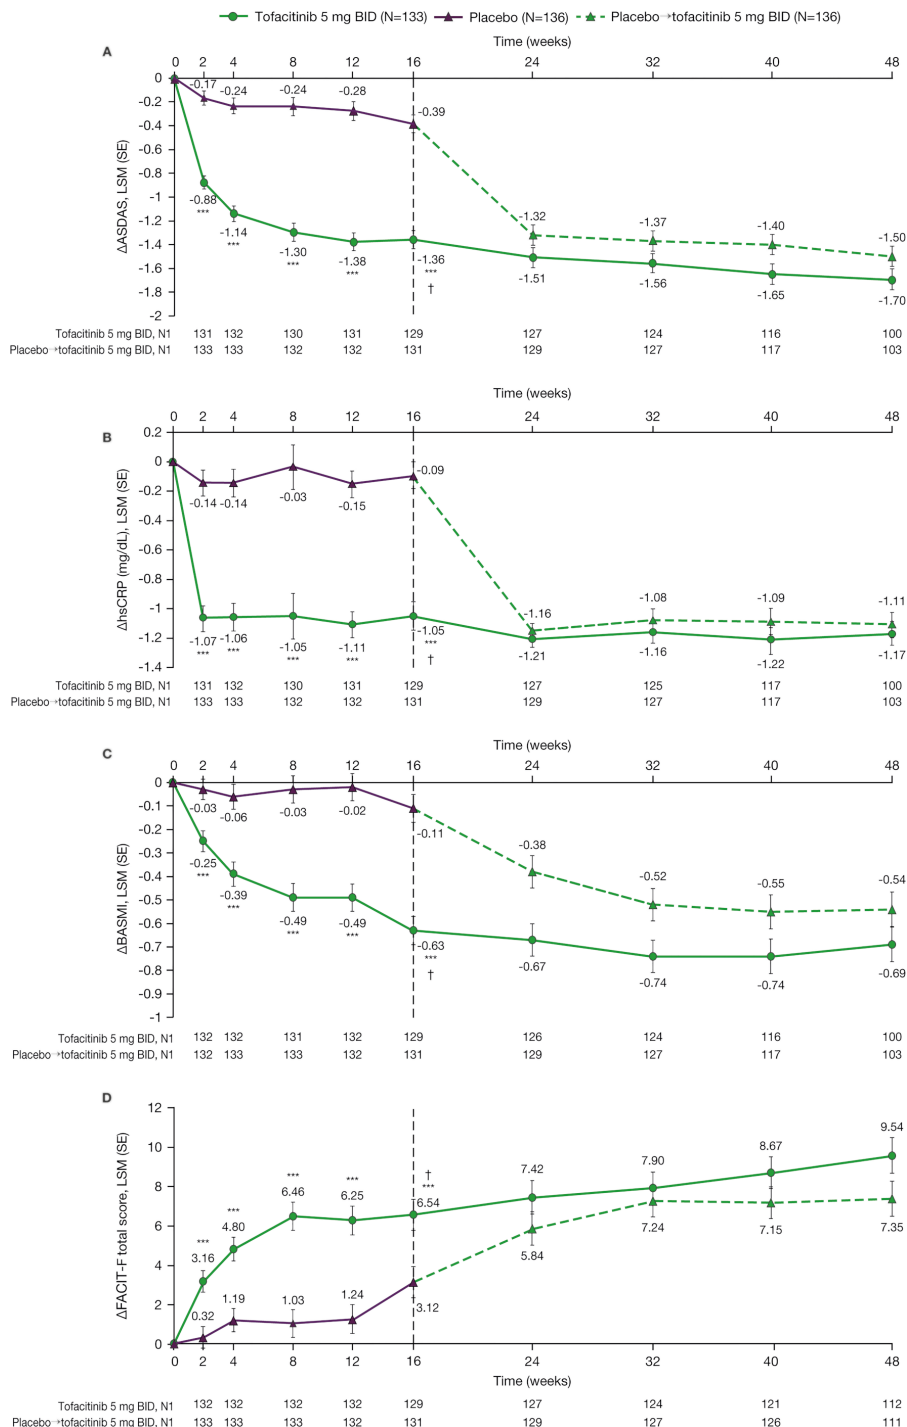 Tofacitinib 5 mg BID (N=133) Placebo (N=136) Placebo→tofacitinib 5 mg BID (N=136)
A
Time (weeks)
0 2 4 8 12 16 24 32 40 48
ΔASDAS, LSM (SE)
0
-0.2
-0.4
-0.6
-0.8
-1
-1.2
-1.4
-1.6
-1.8
-2
-0.17 -0.24 -0.24 -0.28 -0.39
-1.32 -1.37 -1.40 -1.50
-0.88 -1.14 -1.30 -1.38 -1.36 -1.51 -1.56 -1.65 -1.70
*** *** *** *** ***
†
Tofacitinib 5 mg BID, N1 131 132 130 131 129 127 124 116 100
Placebo→tofacitinib 5 mg BID, N1 133 133 132 132 131 129 127 117 103
Time (weeks)
B
0 2 4 8 12 16 24 32 40 48
ΔhsCRP (mg/dL), LSM (SE)
0.2
0
-0.2
-0.4
-0.6
-0.8
-1
-1.2
-1.4
-0.14 -0.14 -0.03 -0.15 -0.09
-1.16 -1.08 -1.09 -1.11
-1.07 -1.06 -1.05 -1.11 -1.05 -1.21 -1.16 -1.22 -1.17
*** *** *** *** ***
†
Tofacitinib 5 mg BID, N1 131 132 130 131 129 127 125 117 100
Placebo→tofacitinib 5 mg BID, N1 133 133 132 132 131 129 127 117 103
Time (weeks)
C
0 2 4 8 12 16 24 32 40 48
ΔBASMI, LSM (SE)
0
-0.1
-0.2
-0.3
-0.4
-0.5
-0.6
-0.7
-0.8
-0.9
-1
-0.03 -0.06 -0.03 -0.02 -0.11
-0.38 -0.52 -0.55 -0.54
-0.25 -0.39 -0.49 -0.49 -0.63 -0.67 -0.74 -0.74 -0.69
*** *** *** *** ***
†
Tofacitinib 5 mg BID, N1 132 132 131 132 129 126 124 116 100
Placebo→tofacitinib 5 mg BID, N1 132 133 133 132 131 129 127 117 103
D
ΔFACIT-F total score, LSM (SE)
12
10
8
6
4
2
0
†
*** *** *** *** ***
3.16 4.80 6.46 6.25 6.54 7.42 7.90 8.67 9.54
0.32 1.19 1.03 1.24 3.12
5.84 7.24 7.15 7.35
0 2 4 8 12 16 24 32 40 48
Time (weeks)
Tofacitinib 5 mg BID, N1 132 132 132 132 129 127 124 121 112
Placebo→tofacitinib 5 mg BID, N1 133 133 133 132 131 129 127 126 111